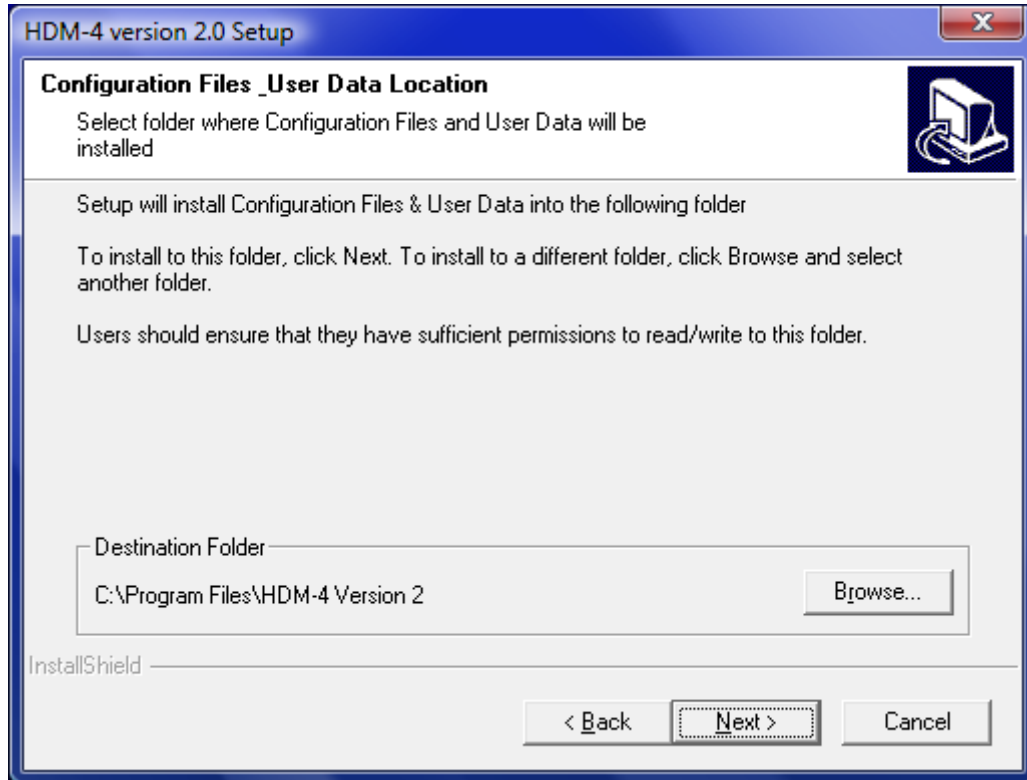 HDM-4 version 2.0 Setup
X
Configuration Files _User Data Location
Select folder where Configuration Files and User Data will be
installed
Setup will install Configuration Files & User Data into the following folder
To install to this folder, click Next. To install to a different folder, click Browse and select
another folder.
Users should ensure that they have sufficient permissions to read/write to this folder.
Destination Folder
C:\Program Files\HDM-4 Version 2
Browse...
InstallShield
< Back
Next >
Cancel